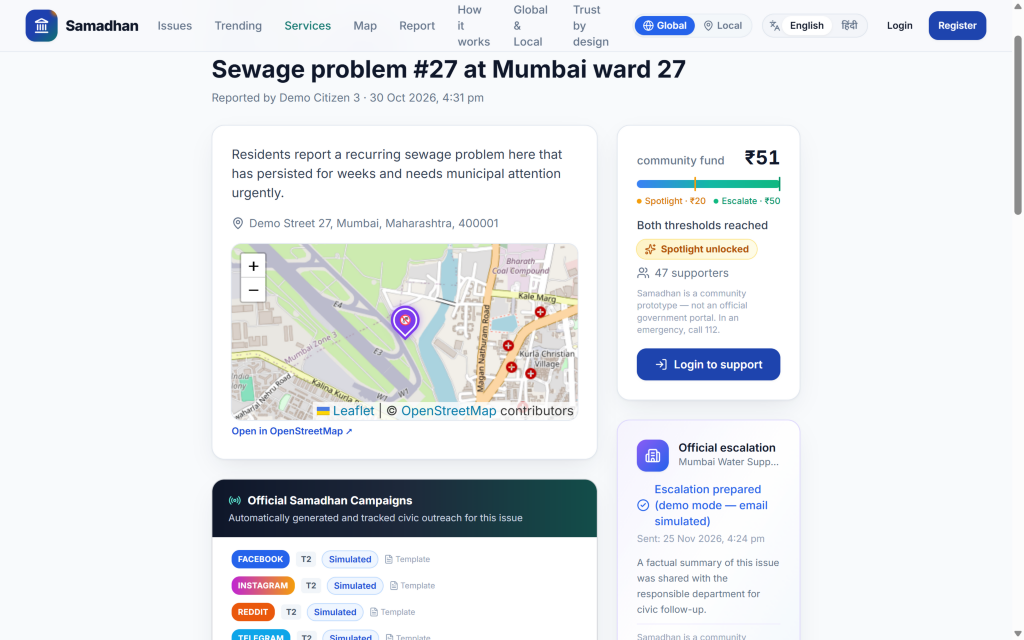 Samadhan
Issues
Trending
Services
Map
Report
How it works
Global & Local
Trust by design
Global
Local
English
हिंदी
Login
Register
Sewage problem #27 at Mumbai ward 27
Reported by Demo Citizen 3 · 30 Oct 2026, 4:31 pm
Residents report a recurring sewage problem here that
has persisted for weeks and needs municipal attention
urgently.
Demo Street 27, Mumbai, Maharashtra, 400001
+
−
Bharath
Coal Compound
Kale Marg
E4
E3
Mumbai Zone 3
Magan Nathuram Road
Kurla Christian
Village
India
Kalina Kurla
W1
Nehru Road
Leaflet | © OpenStreetMap contributors
Open in OpenStreetMap ↗
community fund
₹51
Spotlight · ₹20
Escalate · ₹50
Both thresholds reached
Spotlight unlocked
47 supporters
Samadhan is a community
prototype — not an official
government portal. In an
emergency, call 112.
Login to support
Official Samadhan Campaigns
Automatically generated and tracked civic outreach for this issue
FACEBOOK T2 Simulated Template
INSTAGRAM T2 Simulated Template
REDDIT T2 Simulated Template
TELEGRAM T2 Simulated Template
Official escalation
Mumbai Water Supp...
Escalation prepared
(demo mode — email
simulated)
Sent: 25 Nov 2026, 4:24 pm
A factual summary of this issue
was shared with the
responsible department for
civic follow-up.
Samadhan is a community